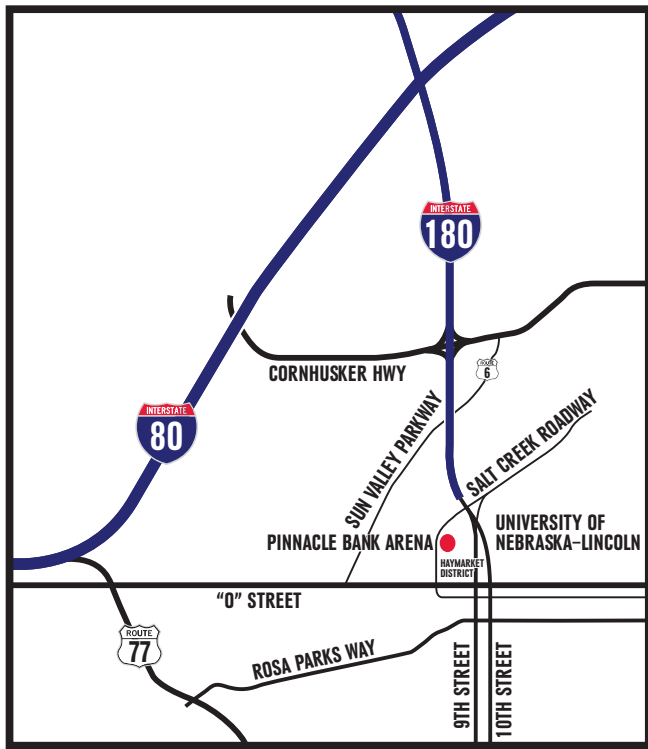 INTERSTATE
180
CORNHUSKER HWY
ROUTE
6
INTERSTATE
80
SUN VALLEY PARKWAY
SALT CREEK ROADWAY
UNIVERSITY OF
NEBRASKA–LINCOLN
PINNACLE BANK ARENA
HAYMARKET
DISTRICT
“O” STREET
ROUTE
77
ROSA PARKS WAY
9TH STREET
10TH STREET